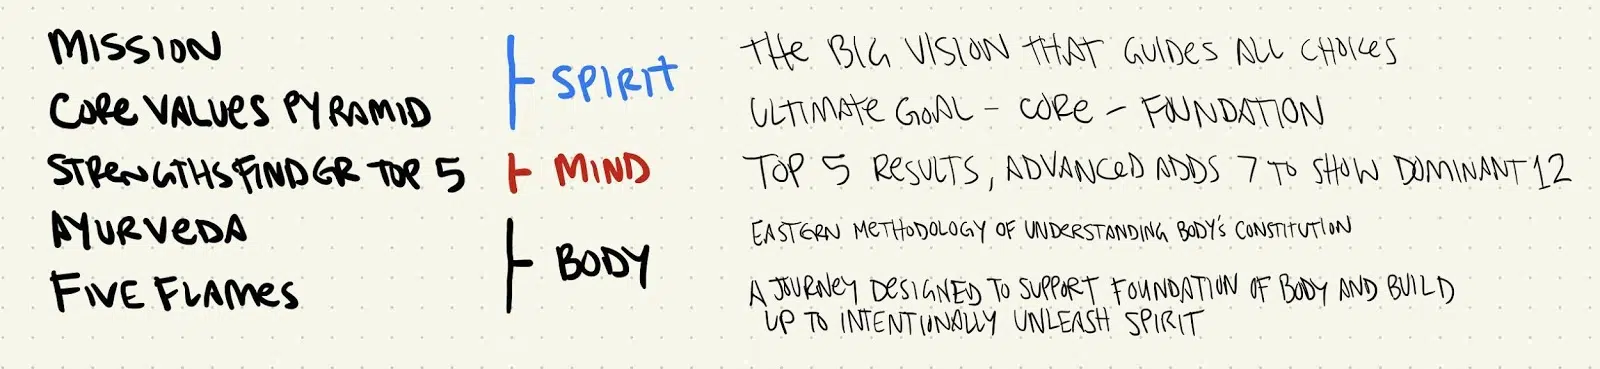 MISSION
CORE VALUES PYRAMID
STRENGTHSFINDER TOP 5
AYURVEDA
FIVE FLAMES
SPIRIT
MIND
BODY
THE BIG VISION THAT GUIDES ALL CHOICES
ULTIMATE GOAL - CORE - FOUNDATION
TOP 5 RESULTS, ADVANCED ADDS 7 TO SHOW DOMINANT 12
EASTERN METHODOLOGY OF UNDERSTANDING BODY'S CONSTITUTION
A JOURNEY DESIGNED TO SUPPORT FOUNDATION OF BODY AND BUILD
UP TO INTENTIONALLY UNLEASH SPIRIT